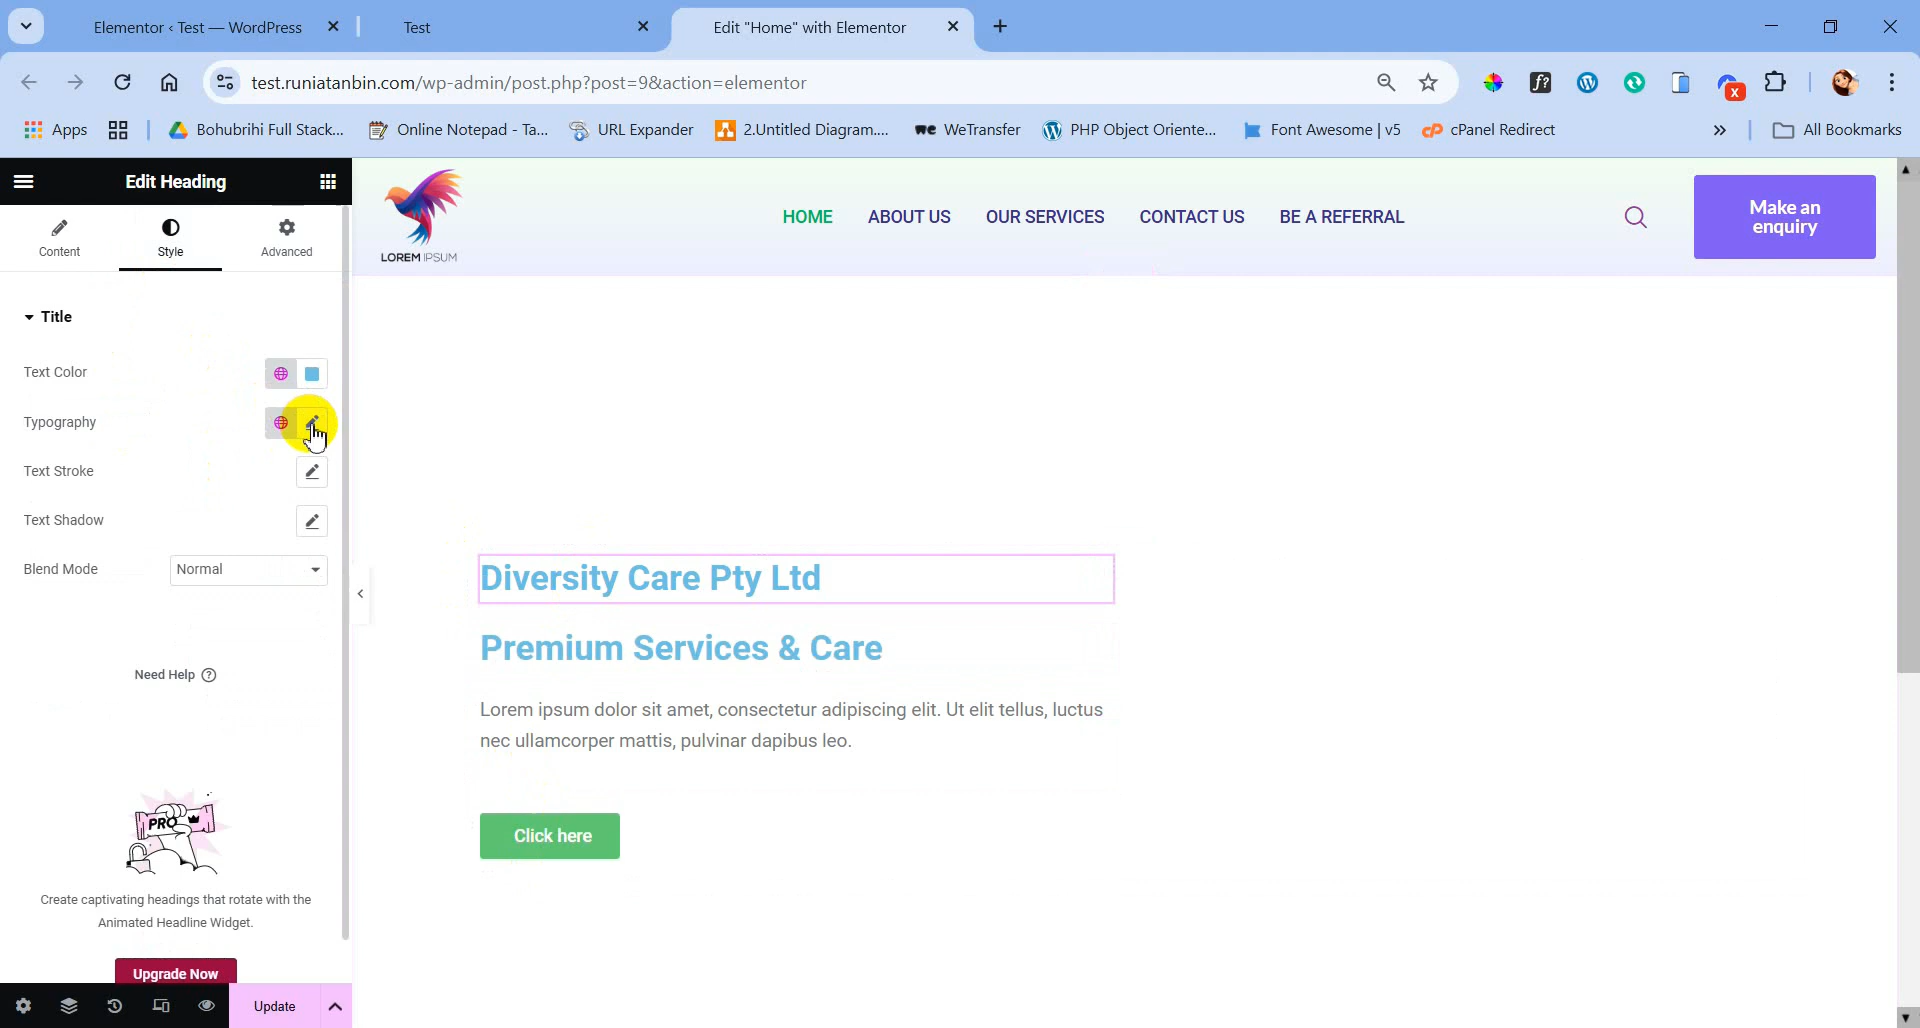 Elementor ‹ Test — WordPress
Test
Edit "Home" with Elementor
test.runiatanbin.com/wp-admin/post.php?post=9&action=elementor
f?
x
Apps
Bohubrihi Full Stack...
Online Notepad - Ta...
URL Expander
2.Untitled Diagram....
we WeTransfer
PHP Object Oriente...
Font Awesome | v5
cP cPanel Redirect
»
All Bookmarks
Edit Heading
Content
Style
Advanced
Title
Text Color
Typography
Text Stroke
Text Shadow
Blend Mode
Normal
Need Help ?
PRO
Create captivating headings that rotate with the
Animated Headline Widget.
Upgrade Now
Update
LOREM IPSUM
HOME
ABOUT US
OUR SERVICES
CONTACT US
BE A REFERRAL
Make an
enquiry
Diversity Care Pty Ltd
Premium Services & Care
Lorem ipsum dolor sit amet, consectetur adipiscing elit. Ut elit tellus, luctus
nec ullamcorper mattis, pulvinar dapibus leo.
Click here